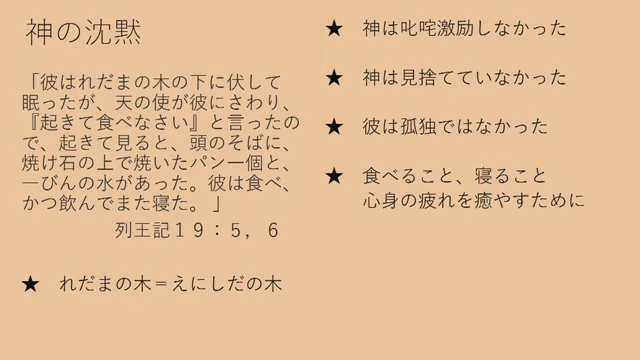 神の沈黙
「彼はれだまの木の下に伏して
眠ったが、天の使が彼にさわり、
『起きて食べなさい』と言ったの
で、起きて見ると、頭のそばに、
焼け石の上で焼いたパン一個と、
一びんの水があった。彼は食べ、
かつ飲んでまた寝た。」
列王記１９：５，６
★ れだまの木＝えにしだの木
★ 神は叱咤激励しなかった
★ 神は見捨てていなかった
★ 彼は孤独ではなかった
★ 食べること、寝ること
心身の疲れを癒やすために